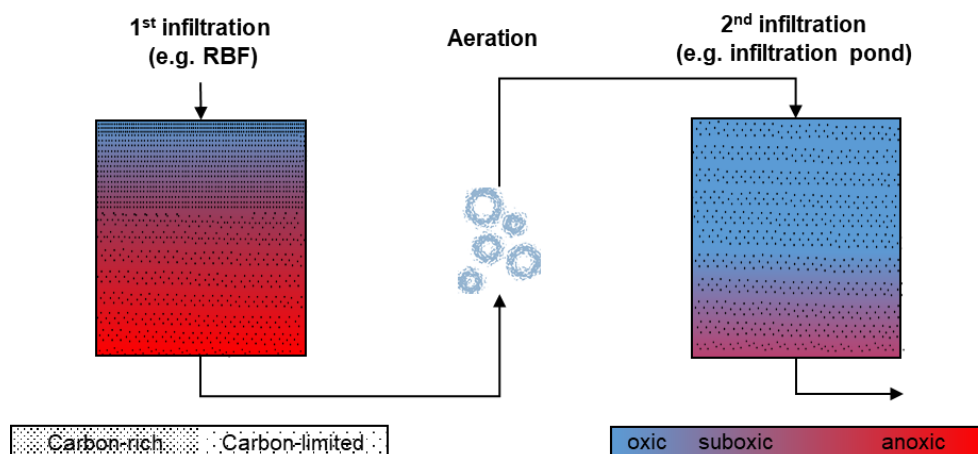 1st infiltration
(e.g. RBF)
Aeration
2nd infiltration
(e.g. infiltration pond)
Carbon-rich Carbon-limited
oxic suboxic anoxic